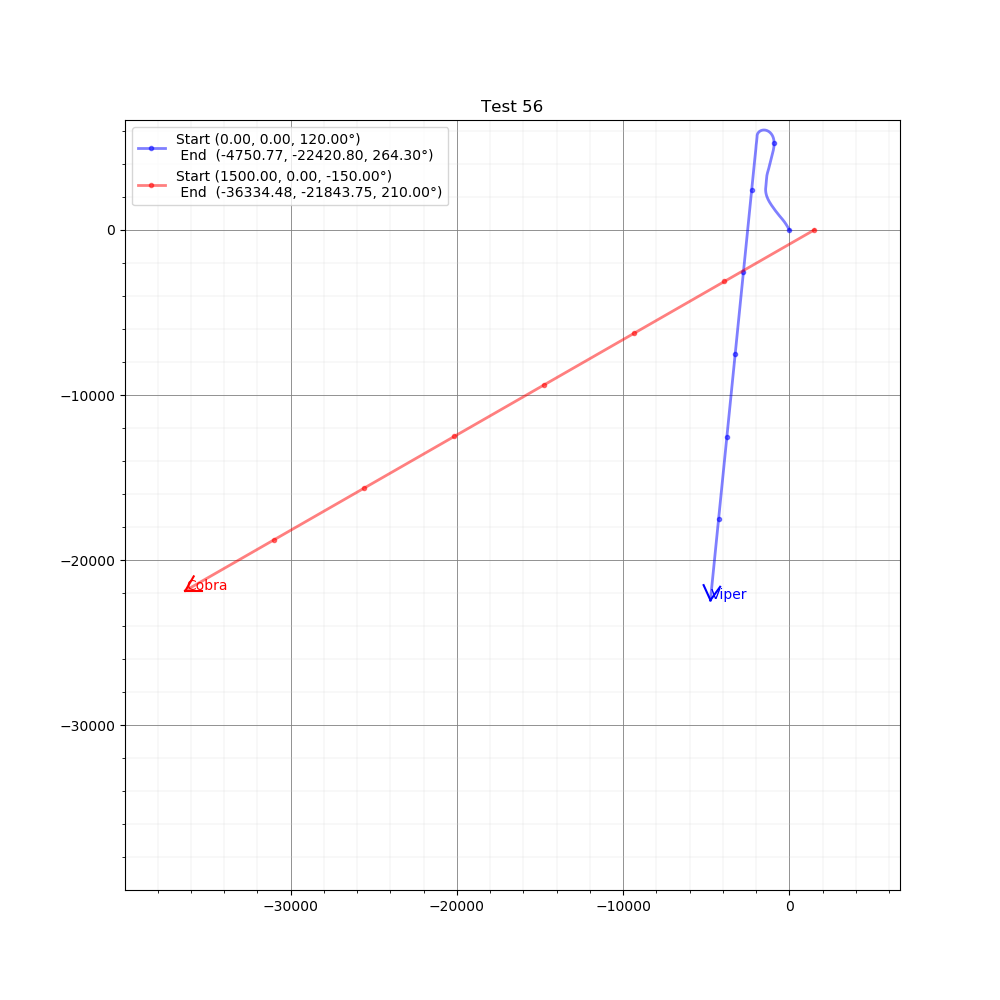 Test 56
Start (0.00, 0.00, 120.00°)
End  (-4750.77, -22420.80, 264.30°)
Start (1500.00, 0.00, -150.00°)
End  (-36334.48, -21843.75, 210.00°)
0
−10000
−20000
−30000
Cobra
Viper
−30000
−20000
−10000
0